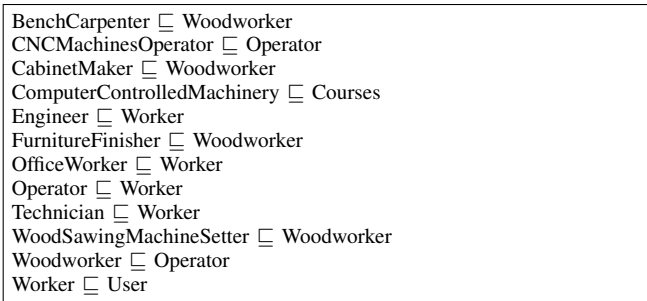 BenchCarpenter ⊑ Woodworker
CNCMachinesOperator ⊑ Operator
CabinetMaker ⊑ Woodworker
ComputerControlledMachinery ⊑ Courses
Engineer ⊑ Worker
FurnitureFinisher ⊑ Woodworker
OfficeWorker ⊑ Worker
Operator ⊑ Worker
Technician ⊑ Worker
WoodSawingMachineSetter ⊑ Woodworker
Woodworker ⊑ Operator
Worker ⊑ User